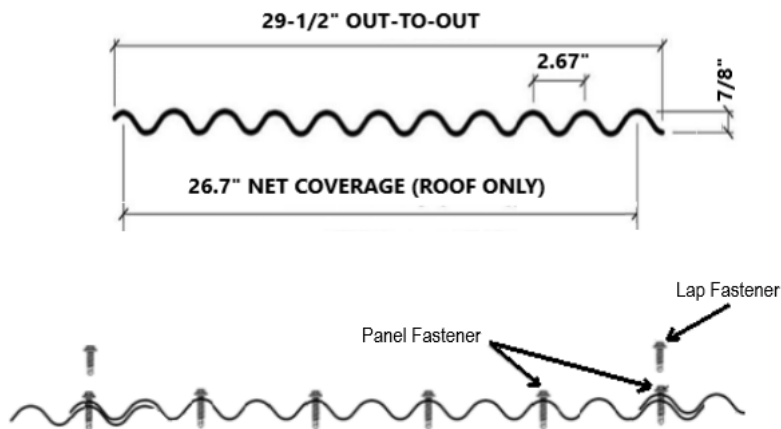 29-1/2" OUT-TO-OUT
2.67"
7/8"
26.7" NET COVERAGE (ROOF ONLY)
Lap Fastener
Panel Fastener